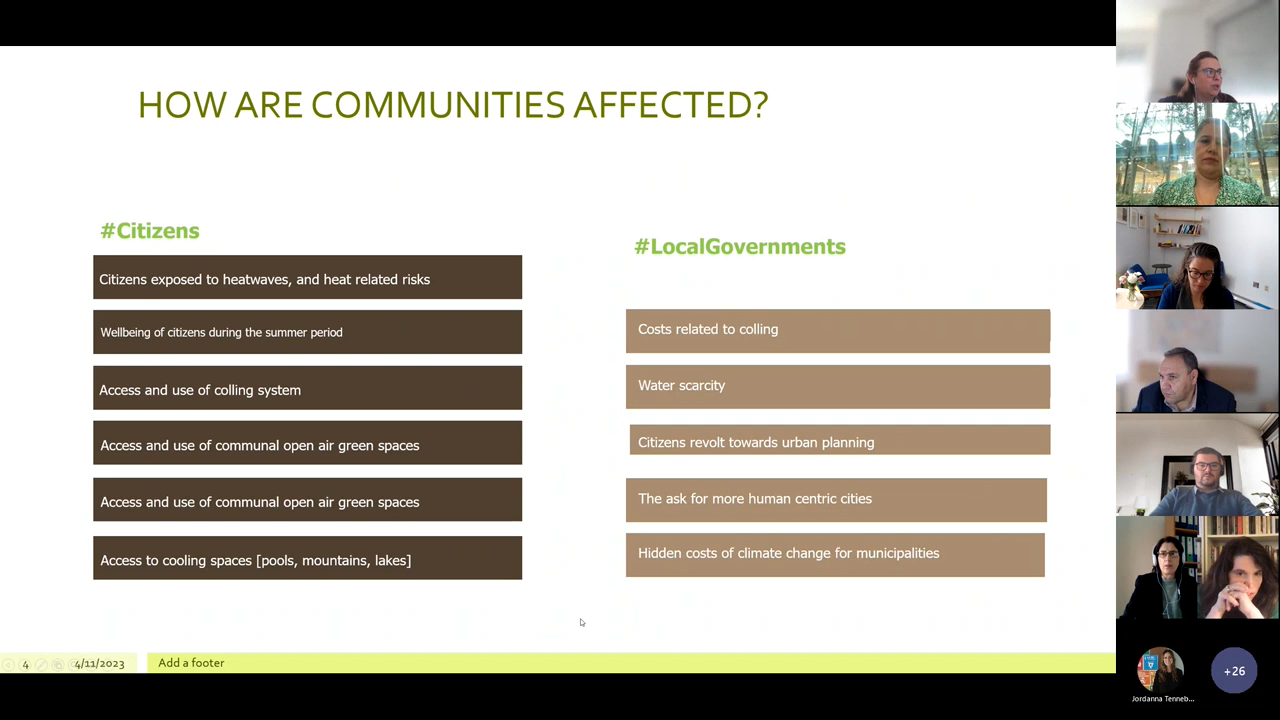 HOW ARE COMMUNITIES AFFECTED?
#Citizens
Citizens exposed to heatwaves, and heat related risks
Wellbeing of citizens during the summer period
Access and use of colling system
Access and use of communal open air green spaces
Access and use of communal open air green spaces
Access to cooling spaces [pools, mountains, lakes]
#LocalGovernments
Costs related to colling
Water scarcity
Citizens revolt towards urban planning
The ask for more human centric cities
Hidden costs of climate change for municipalities
4
4/11/2023
Add a footer
Jordanna Tenneb...
+26